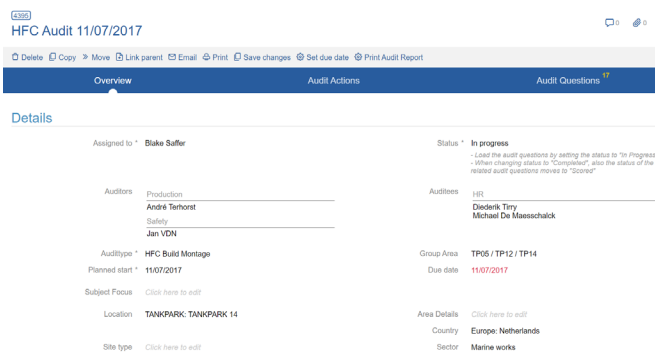 4395
HFC Audit 11/07/2017
0 0
Delete Copy Move Link parent Email Print Save changes Set due date Print Audit Report
Overview Audit Actions Audit Questions 17
Details
Assigned to * Blake Saffer Status * In progress
- Load the audit questions by setting the status to "In Progress
- When changing status to "Completed", also the status of the
related audit questions moves to "Scored"
Auditors Production Auditees HR
André Terhorst Diederik Tirry
Safety Michael De Maesschalck
Jan VDN
Audittype * HFC Build Montage Group Area TP05 / TP12 / TP14
Planned start * 11/07/2017 Due date 11/07/2017
Subject Focus Click here to edit
Location TANKPARK: TANKPARK 14 Area Details Click here to edit
Country Europe: Netherlands
Site type Click here to edit Sector Marine works